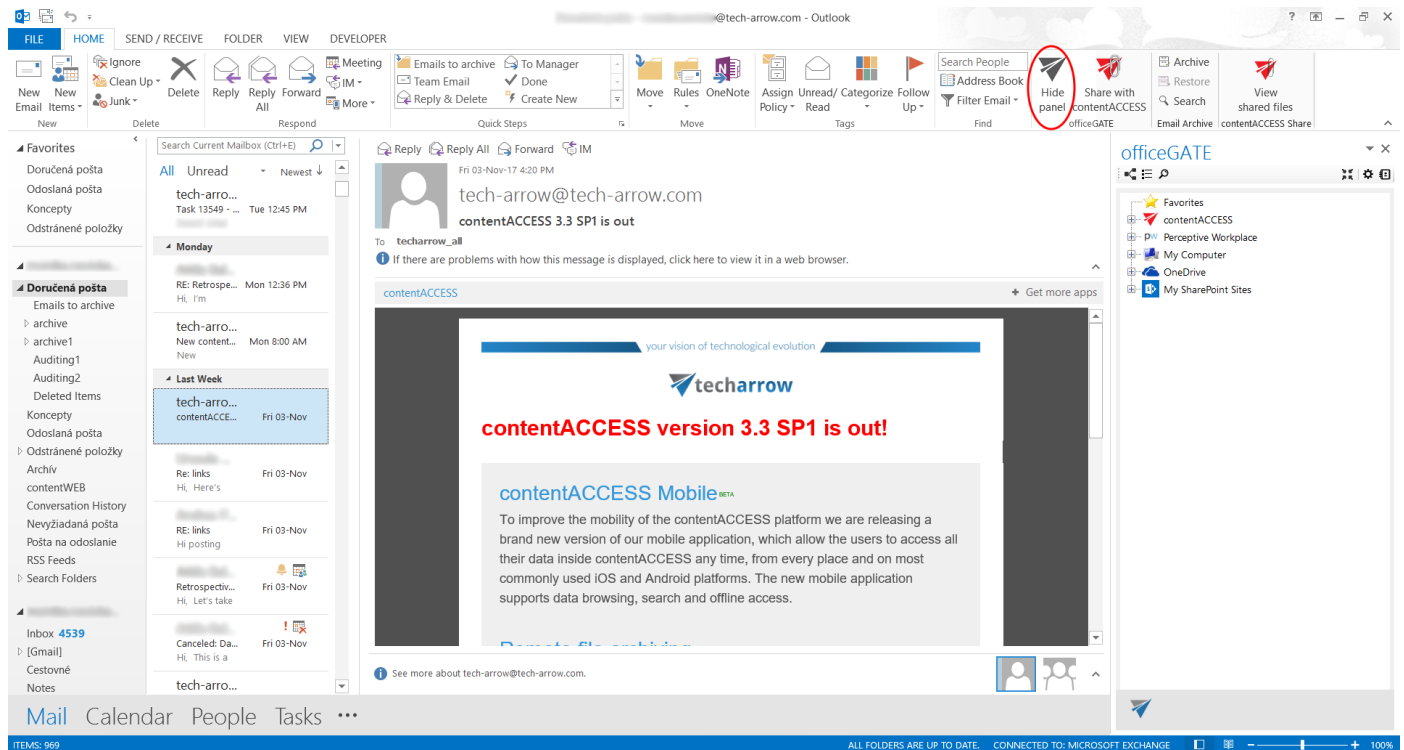 @tech-arrow.com - Outlook
FILE HOME SEND / RECEIVE FOLDER VIEW DEVELOPER
New Email
New Items
Ignore
Clean Up
Junk
Delete
Reply
Reply All
Forward
Meeting
IM
More
Emails to archive
Team Email
Reply & Delete
To Manager
Done
Create New
Move
Rules
OneNote
Assign Policy
Unread/ Read
Categorize
Follow Up
Search People
Address Book
Filter Email
Hide panel
Share with contentACCESS
Archive
Restore
Search
View shared files
New Delete Respond Quick Steps Move Tags Find officeGATE Email Archive contentACCESS Share
Favorites
Doručená pošta
Odoslaná pošta
Koncepty
Odstránené položky
Doručená pošta
Emails to archive
archive
archive1
Auditing1
Auditing2
Deleted Items
Koncepty
Odoslaná pošta
Odstránené položky
Archív
contentWEB
Conversation History
Nevyžiadaná pošta
Pošta na odoslanie
RSS Feeds
Search Folders
Inbox 4539
[Gmail]
Cestovné
Notes
Search Current Mailbox (Ctrl+E)
All Unread Newest
tech-arro...
Task 13549 - ... Tue 12:45 PM
Monday
RE: Retrospe... Mon 12:36 PM
Hi, I'm
tech-arro...
New content... Mon 8:00 AM
New
Last Week
tech-arro...
contentACCE... Fri 03-Nov
Re: links Fri 03-Nov
Hi, Here's
RE: links Fri 03-Nov
Hi posting
Retrospectiv... Fri 03-Nov
Hi, Let's take
Canceled: Da... Fri 03-Nov
Hi, This is a
tech-arro...
Reply Reply All Forward IM
Fri 03-Nov-17 4:20 PM
tech-arrow@tech-arrow.com
contentACCESS 3.3 SP1 is out
To techarrow_all
If there are problems with how this message is displayed, click here to view it in a web browser.
contentACCESS + Get more apps
your vision of technological evolution
techarrow
contentACCESS version 3.3 SP1 is out!
contentACCESS Mobile BETA
To improve the mobility of the contentACCESS platform we are releasing a
brand new version of our mobile application, which allow the users to access all
their data inside contentACCESS any time, from every place and on most
commonly used iOS and Android platforms. The new mobile application
supports data browsing, search and offline access.
Remote file archiving
See more about tech-arrow@tech-arrow.com.
officeGATE
Favorites
contentACCESS
PW Perceptive Workplace
My Computer
OneDrive
My SharePoint Sites
Mail Calendar People Tasks
ITEMS: 969 ALL FOLDERS ARE UP TO DATE. CONNECTED TO: MICROSOFT EXCHANGE 100%